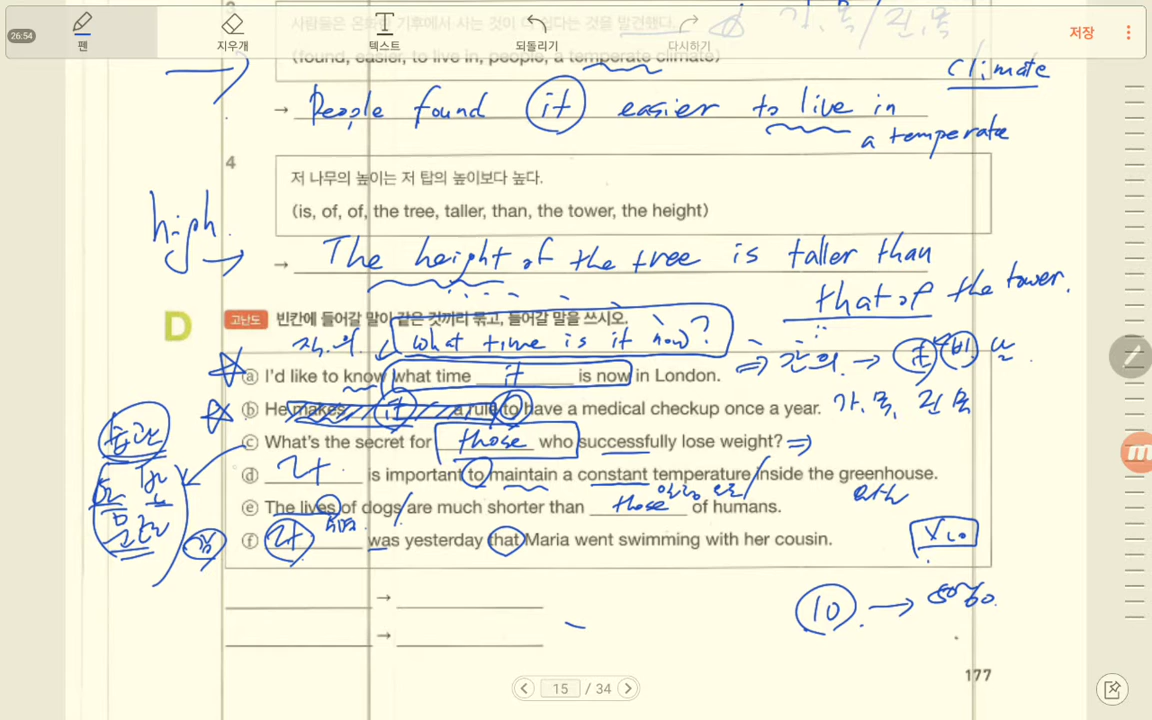 26:54
펜
지우개
텍스트
되돌리기
다시하기
저장
3
사람들은 온화한 기후에서 사는 것이 더 쉽다는 것을 발견했다.
(found, easier, to live in, people, a temperate climate)
climate
→ People found it easier to live in
a temperate
4
저 나무의 높이는 저 탑의 높이보다 높다.
(is, of, of, the tree, taller, than, the tower, the height)
high
→ The height of the tree is taller than
that of the tower.
D 고난도 빈칸에 들어갈 말이 같은 것끼리 묶고, 들어갈 말을 쓰시오.
what time is it now?
ⓐ I'd like to know what time it is now in London.
⇒ 간의 →
ⓑ He makes it a rule to have a medical checkup once a year.
가.목, 진목
ⓒ What's the secret for those who successfully lose weight? ⇒
습관
ⓓ It is important to maintain a constant temperature inside the greenhouse.
ⓔ The lives of dogs are much shorter than those of humans.
ⓕ It was yesterday that Maria went swimming with her cousin.
→
→
10 →
177
15 / 34